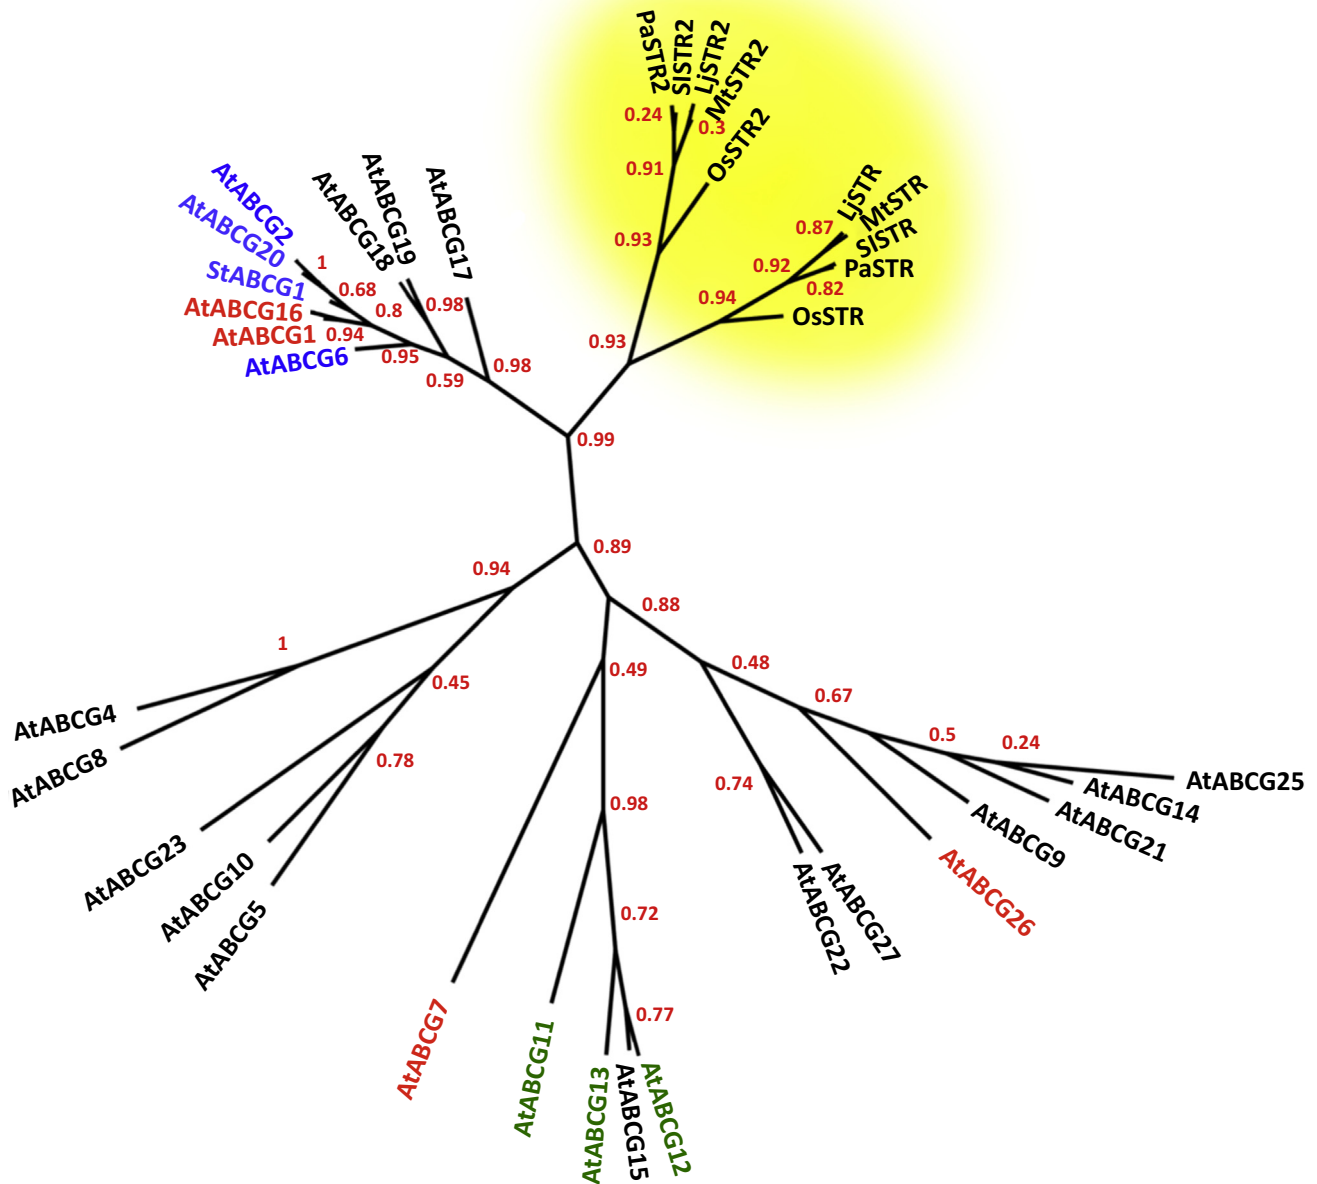 PaSTR2
SlSTR2
LjSTR2
MtSTR2
OsSTR2
0.24
0.3
0.91
0.93
LjSTR
MtSTR
SlSTR
PaSTR
OsSTR
0.87
0.92
0.82
0.94
0.93
AtABCG2
AtABCG20
StABCG1
AtABCG16
AtABCG1
AtABCG6
AtABCG18
AtABCG19
AtABCG17
1
0.68
0.8
0.94
0.95
0.98
0.59
0.98
0.99
0.89
0.94
0.88
1
0.45
0.78
AtABCG4
AtABCG8
AtABCG23
AtABCG10
AtABCG5
0.49
0.98
0.72
0.77
AtABCG7
AtABCG11
AtABCG13
AtABCG15
AtABCG12
0.48
0.67
0.5
0.24
0.74
AtABCG25
AtABCG14
AtABCG21
AtABCG9
AtABCG26
AtABCG27
AtABCG22